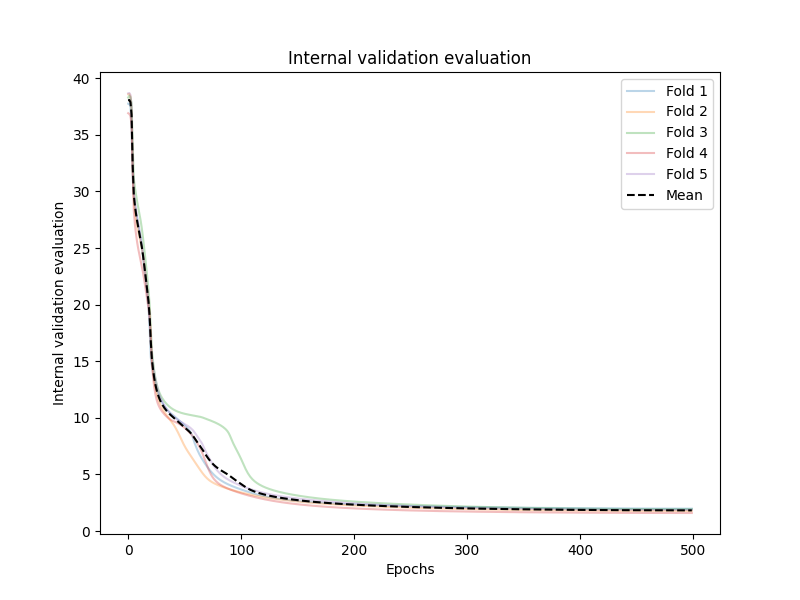 Internal validation evaluation
Internal validation evaluation
40
35
30
25
20
15
10
5
0
Fold 1
Fold 2
Fold 3
Fold 4
Fold 5
Mean
0 100 200 300 400 500
Epochs